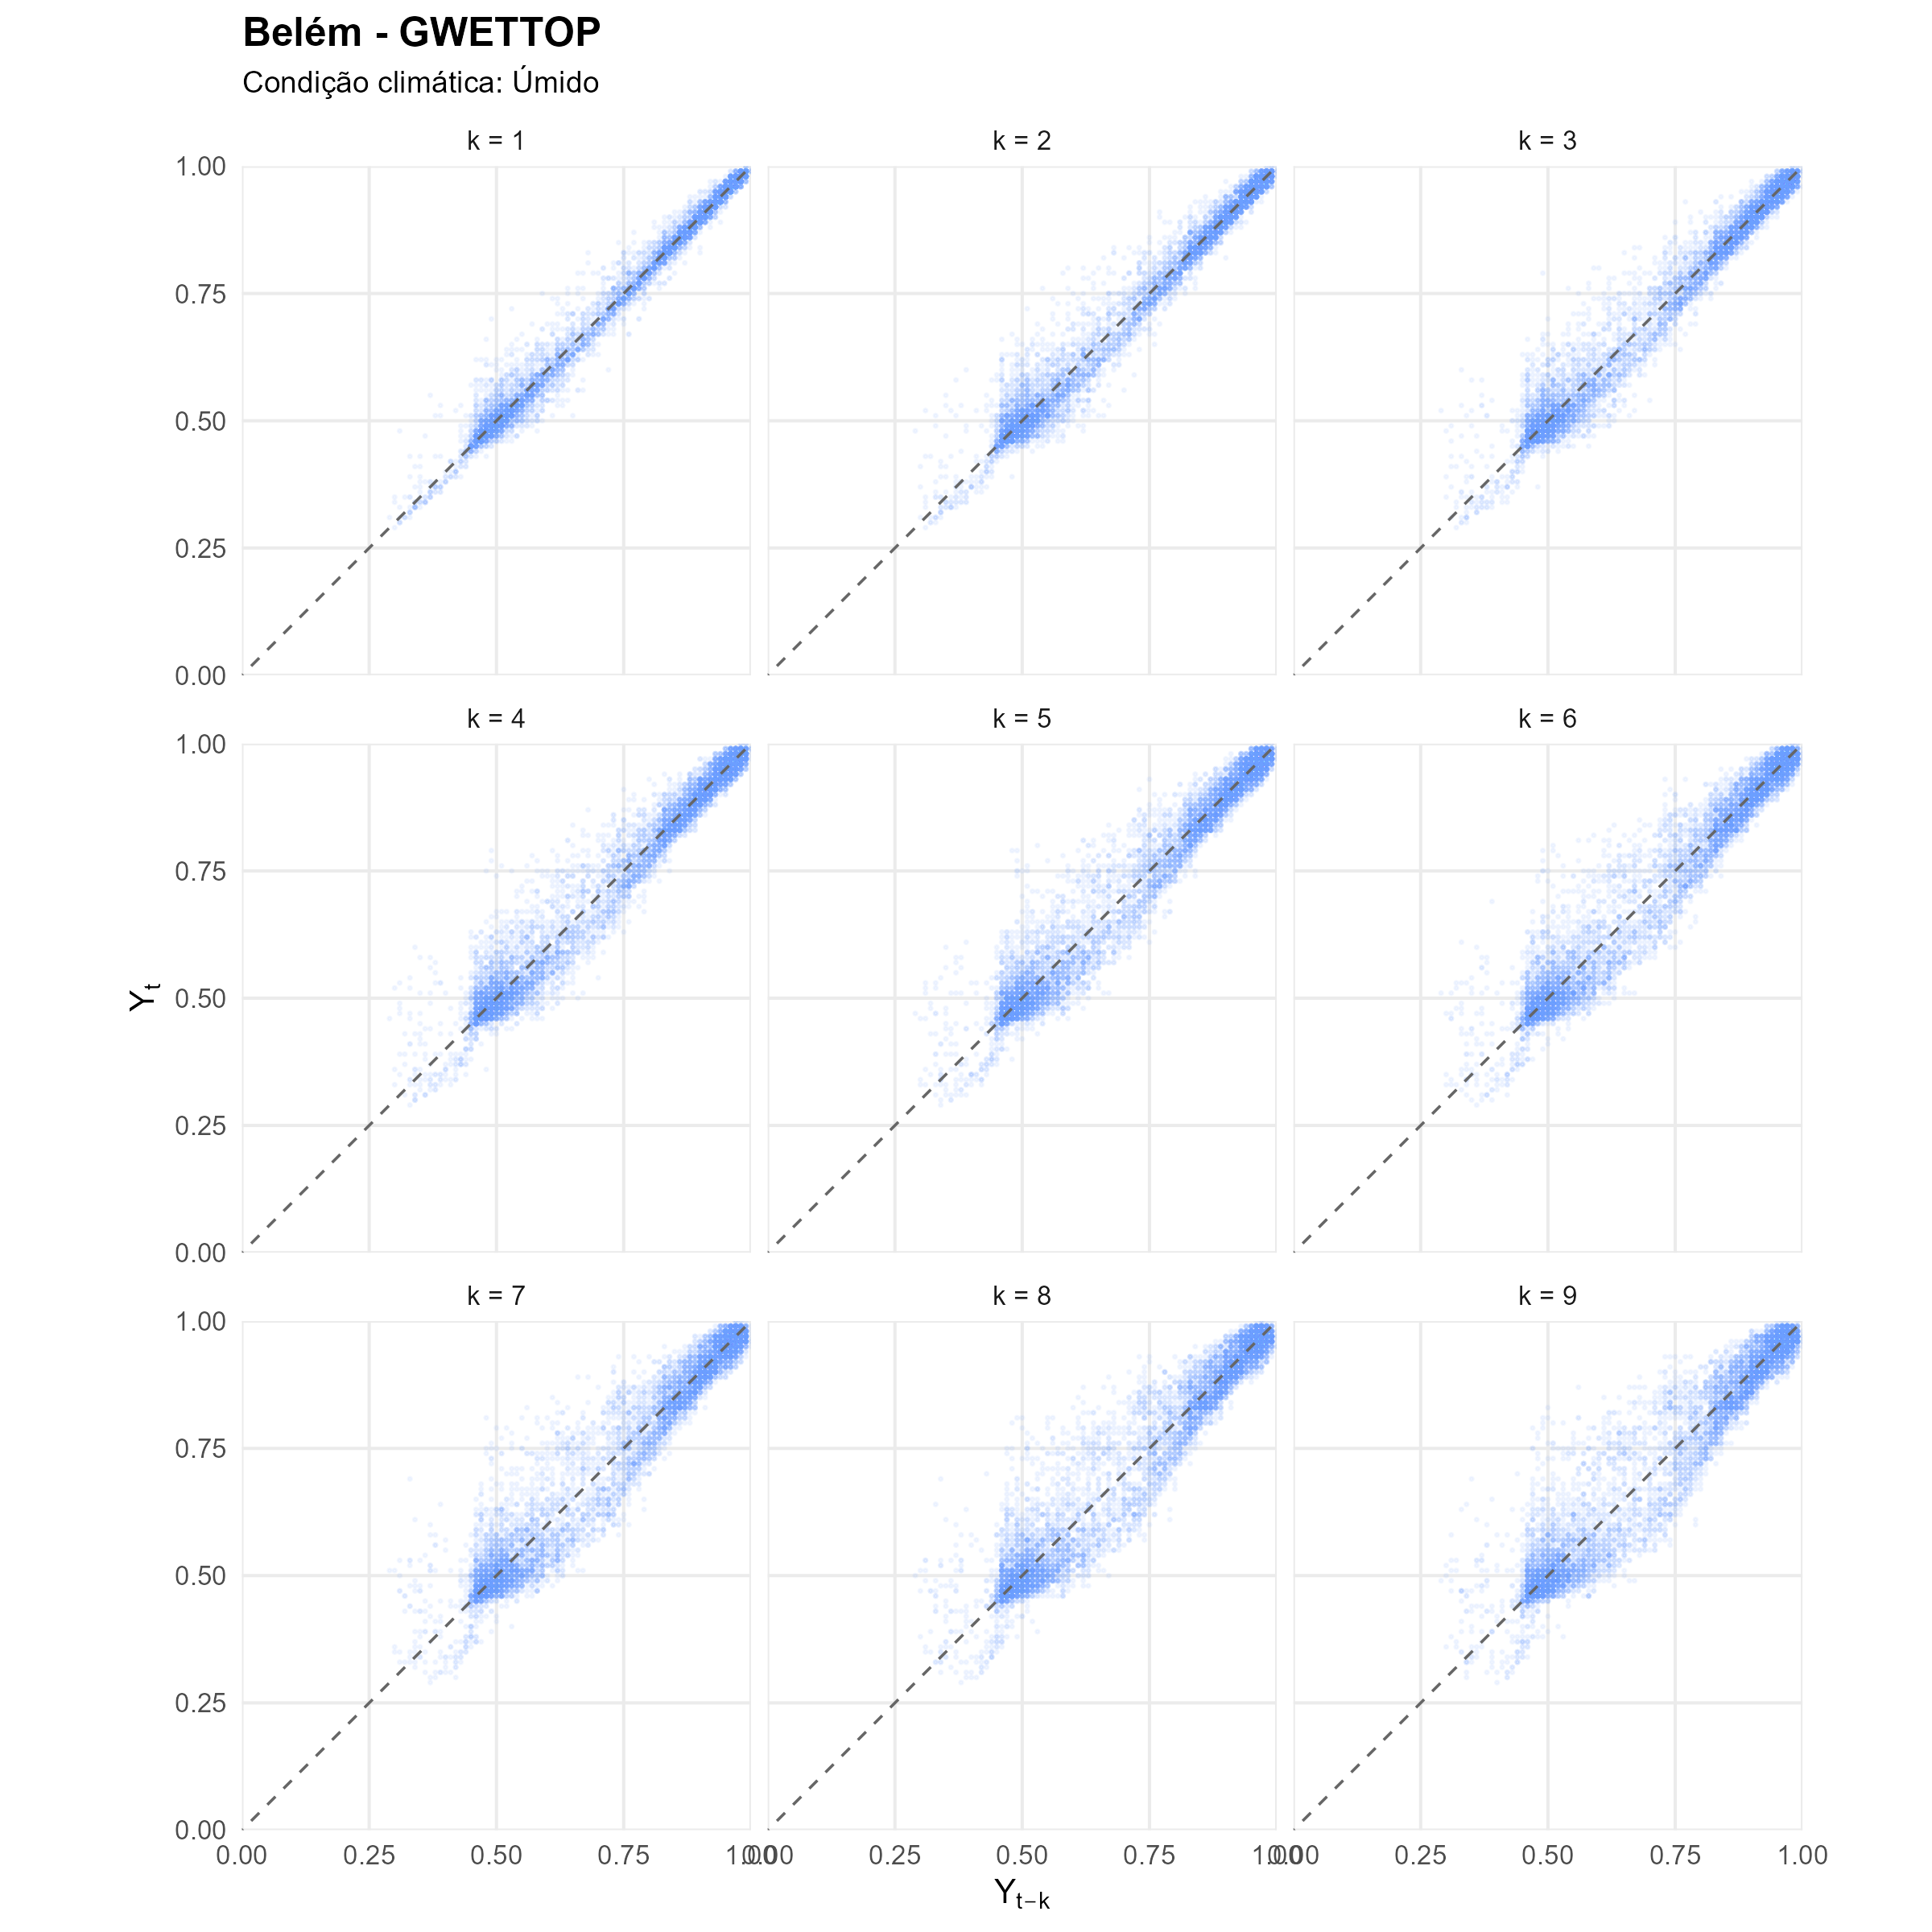 Belém - GWETTOP
Condição climática: Úmido
k = 1
k = 2
k = 3
1.00
0.75
0.50
0.25
0.00
k = 4
k = 5
k = 6
1.00
0.75
0.50
0.25
0.00
k = 7
k = 8
k = 9
1.00
0.75
0.50
0.25
0.00
0.00 0.25 0.50 0.75 1.00 0.00 0.25 0.50 0.75 1.00 0.00 0.25 0.50 0.75 1.00
Yt
Yt−k